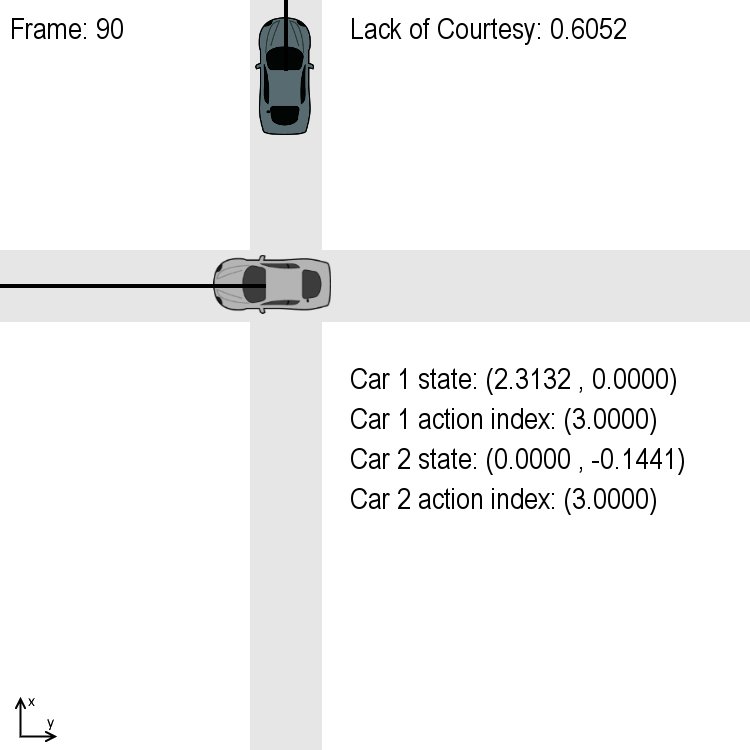 Frame: 90
Lack of Courtesy: 0.6052
Car 1 state: (2.3132 , 0.0000)
Car 1 action index: (3.0000)
Car 2 state: (0.0000 , -0.1441)
Car 2 action index: (3.0000)
x
y